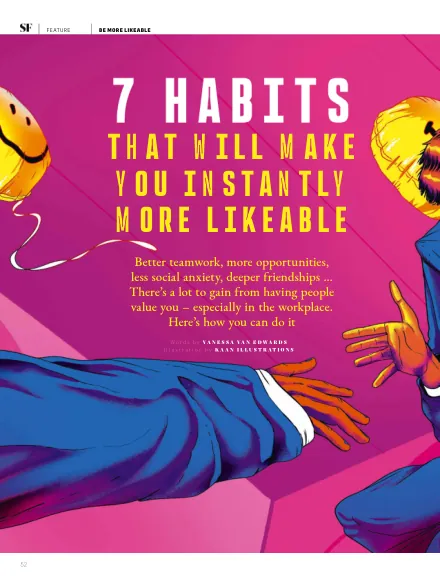 SF FEATURE BE MORE LIKEABLE
7 HABITS
THAT WILL MAKE
YOU INSTANTLY
MORE LIKEABLE
Better teamwork, more opportunities,
less social anxiety, deeper friendships ...
There's a lot to gain from having people
value you – especially in the workplace.
Here's how you can do it
Words by VANESSA VAN EDWARDS
Illustrations by KAAN ILLUSTRATIONS
52